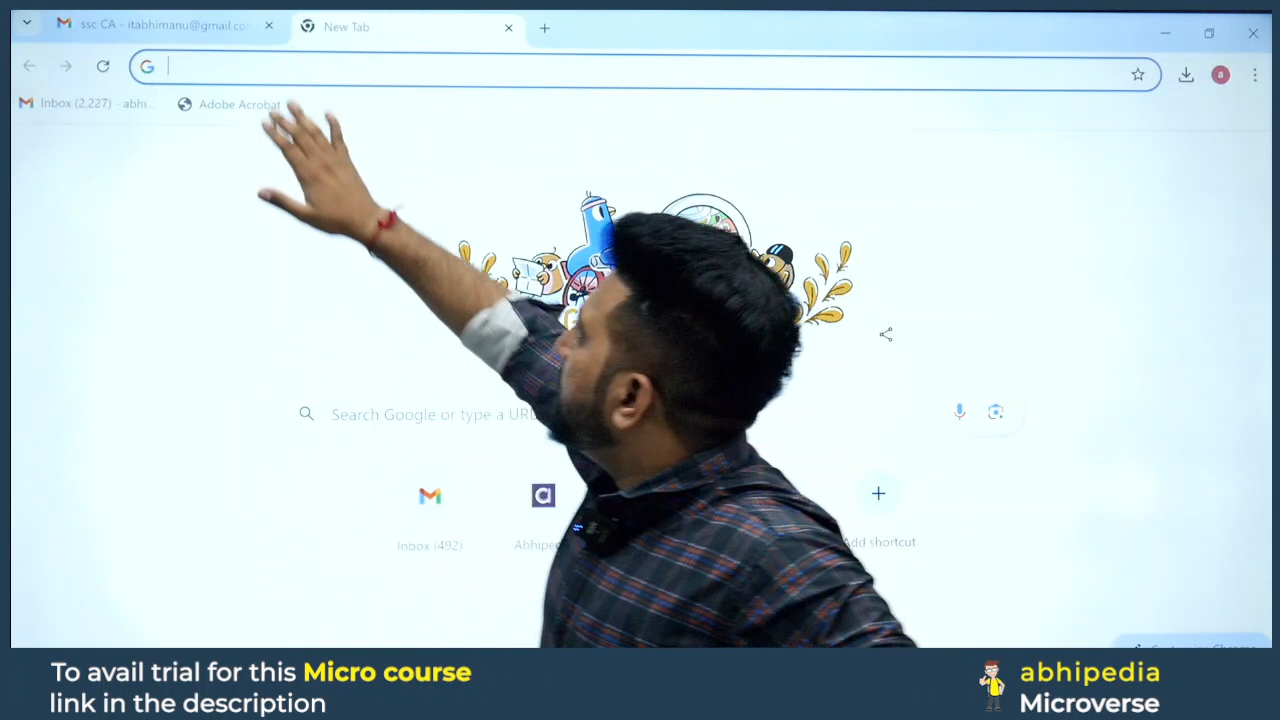 ssc CA - itabhimanu@gmail.co
New Tab
Inbox (2,227) - abhi...
Adobe Acrobat
Search Google or type a UR
Inbox (492)
Abhipe
Add shortcut
To avail trial for this Micro course
link in the description
abhipedia
Microverse